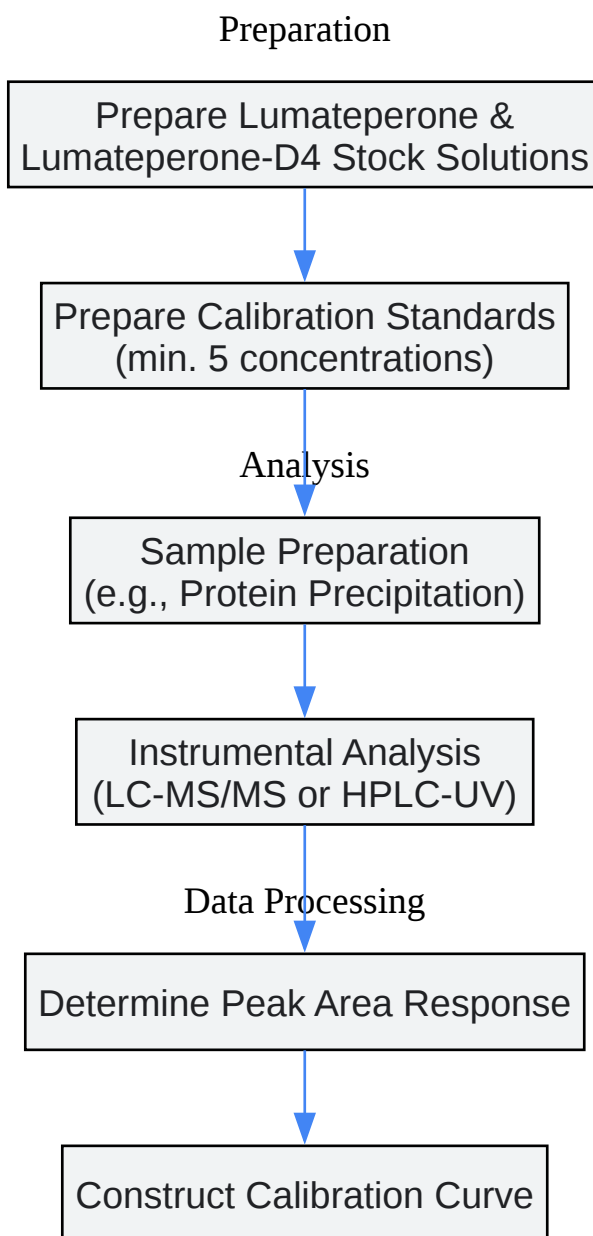 Preparation
Prepare Lumateperone &
Lumateperone-D4 Stock Solutions
Prepare Calibration Standards
(min. 5 concentrations)
Analysis
Sample Preparation
(e.g., Protein Precipitation)
Instrumental Analysis
(LC-MS/MS or HPLC-UV)
Data Processing
Determine Peak Area Response
Construct Calibration Curve